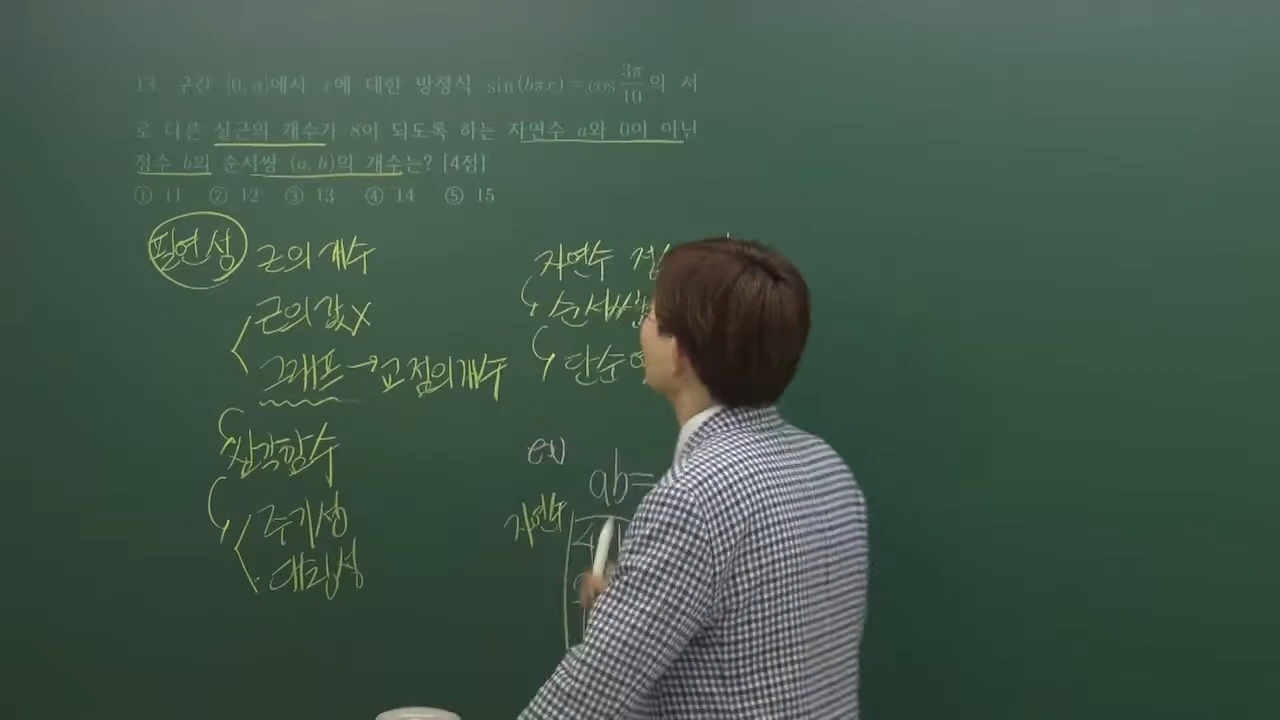 13. 구간 [0, a]에서 x에 대한 방정식 sin(bπx)=cos 3π/10 의 서
로 다른 실근의 개수가 8이 되도록 하는 자연수 a와 0이 아닌
정수 b의 순서쌍 (a, b)의 개수는? [4점]
① 11 ② 12 ③ 13 ④ 14 ⑤ 15
필연성 근의 개수
근의 값 X
그래프 → 교점의 개수
삼각함수
주기성
대칭성
자연수
순서쌍
단순
ex)
ab=
자연수